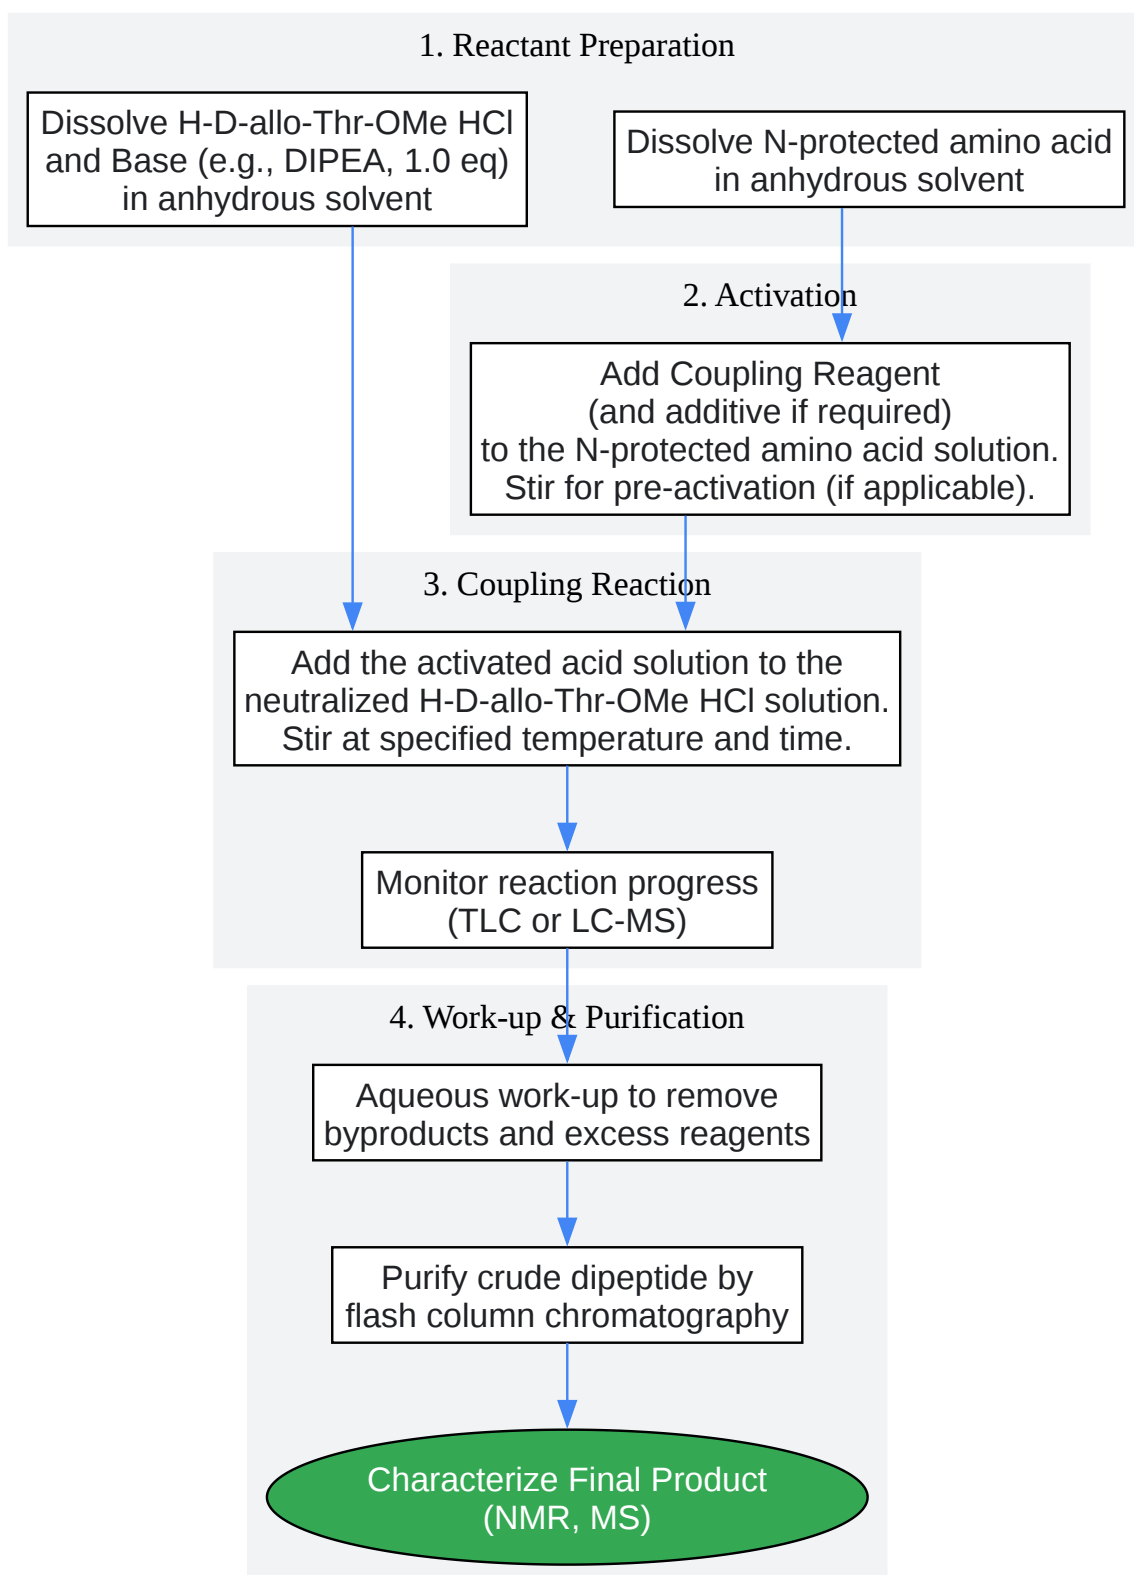 1. Reactant Preparation
Dissolve H-D-allo-Thr-OMe HCl
and Base (e.g., DIPEA, 1.0 eq)
in anhydrous solvent
Dissolve N-protected amino acid
in anhydrous solvent
2. Activation
Add Coupling Reagent
(and additive if required)
to the N-protected amino acid solution.
Stir for pre-activation (if applicable).
3. Coupling Reaction
Add the activated acid solution to the
neutralized H-D-allo-Thr-OMe HCl solution.
Stir at specified temperature and time.
Monitor reaction progress
(TLC or LC-MS)
4. Work-up & Purification
Aqueous work-up to remove
byproducts and excess reagents
Purify crude dipeptide by
flash column chromatography
Characterize Final Product
(NMR, MS)